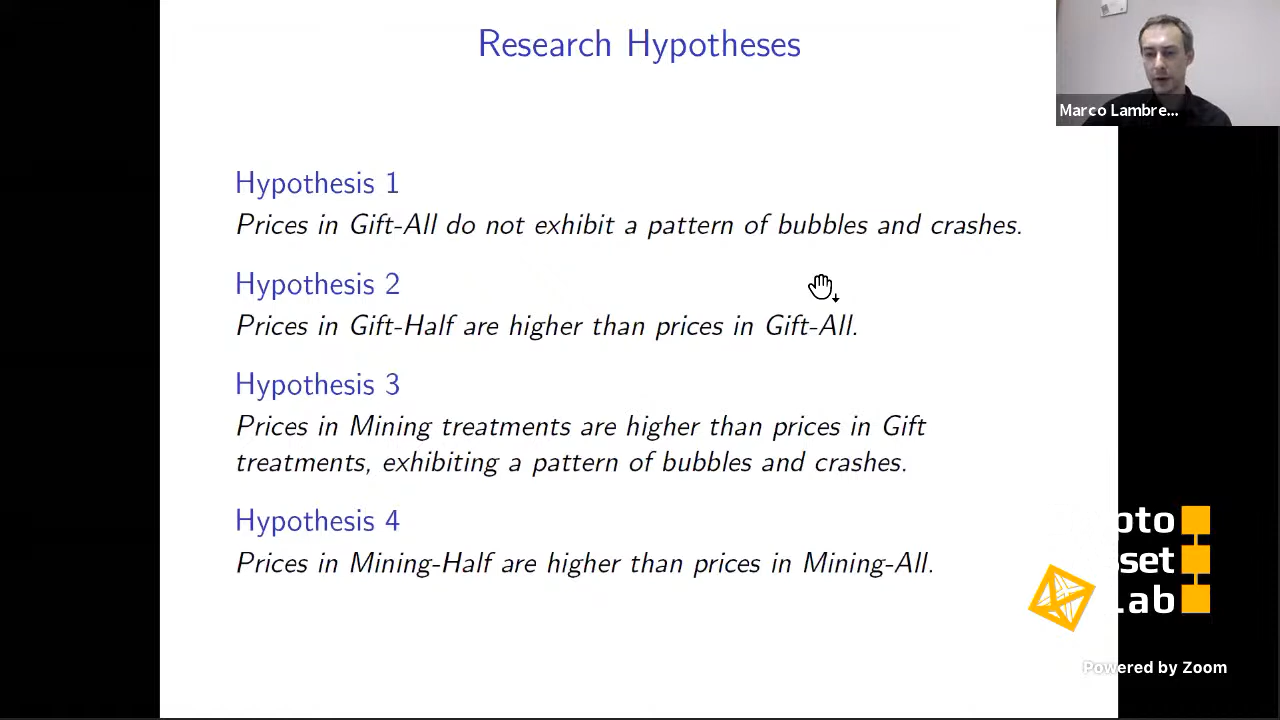 Research Hypotheses
Marco Lambre...
Hypothesis 1
Prices in Gift-All do not exhibit a pattern of bubbles and crashes.
Hypothesis 2
Prices in Gift-Half are higher than prices in Gift-All.
Hypothesis 3
Prices in Mining treatments are higher than prices in Gift
treatments, exhibiting a pattern of bubbles and crashes.
Hypothesis 4
Prices in Mining-Half are higher than prices in Mining-All.
Powered by Zoom